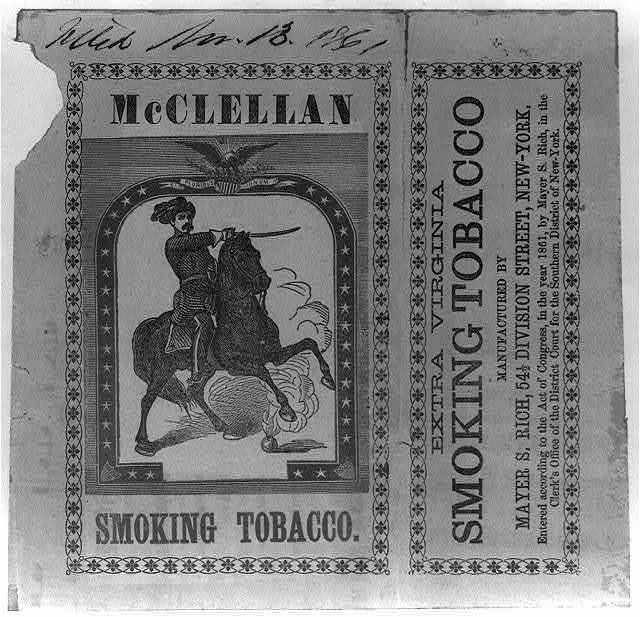 Filed Nov. 13. 1861,
McCLELLAN
PLURIBUS UNUM
SMOKING TOBACCO.
EXTRA VIRGINIA
SMOKING TOBACCO
MANUFACTURED BY
MAYER S. RICH, 54½ DIVISION STREET, NEW-YORK,
Entered according to the Act of Congress, in the year 1861, by Mayer S. Rich, in the
Clerk's Office of the District Court for the Southern District of New-York.